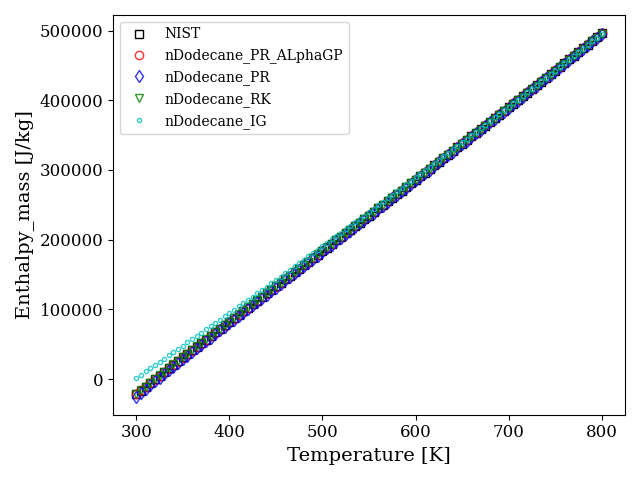 NIST
nDodecane_PR_ALphaGP
nDodecane_PR
nDodecane_RK
nDodecane_IG
500000
400000
300000
200000
100000
0
Enthalpy_mass [J/kg]
300 400 500 600 700 800
Temperature [K]